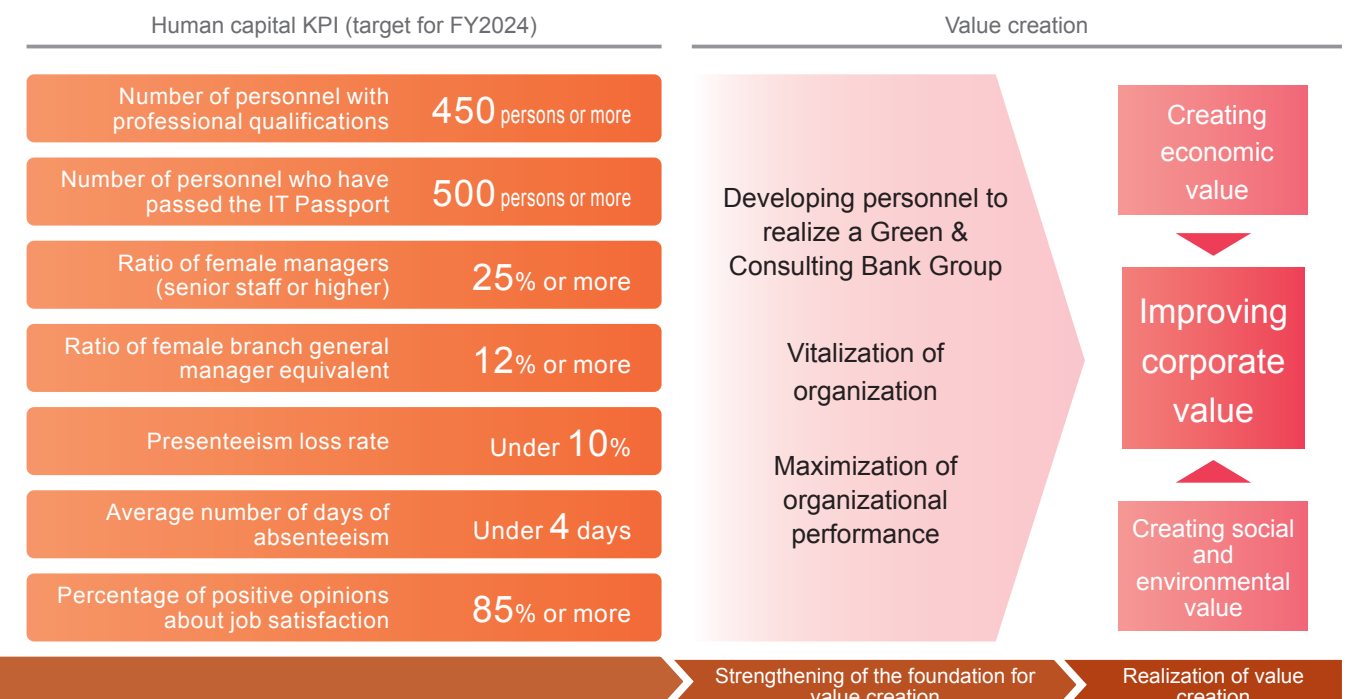 Human capital KPI (target for FY2024)
Value creation
Number of personnel with
professional qualifications
450 persons or more
Number of personnel who have
passed the IT Passport
500 persons or more
Ratio of female managers
(senior staff or higher)
25% or more
Ratio of female branch general
manager equivalent
12% or more
Presenteeism loss rate
Under 10%
Average number of days of
absenteeism
Under 4 days
Percentage of positive opinions
about job satisfaction
85% or more
Developing personnel to
realize a Green &
Consulting Bank Group
Vitalization of
organization
Maximization of
organizational
performance
Creating
economic
value
Improving
corporate
value
Creating social
and
environmental
value
Strengthening of the foundation for
value creation
Realization of value
creation